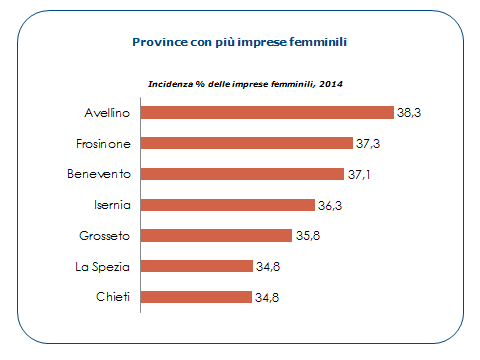 Province con più imprese femminili
Incidenza % delle imprese femminili, 2014
Avellino 38,3
Frosinone 37,3
Benevento 37,1
Isernia 36,3
Grosseto 35,8
La Spezia 34,8
Chieti 34,8